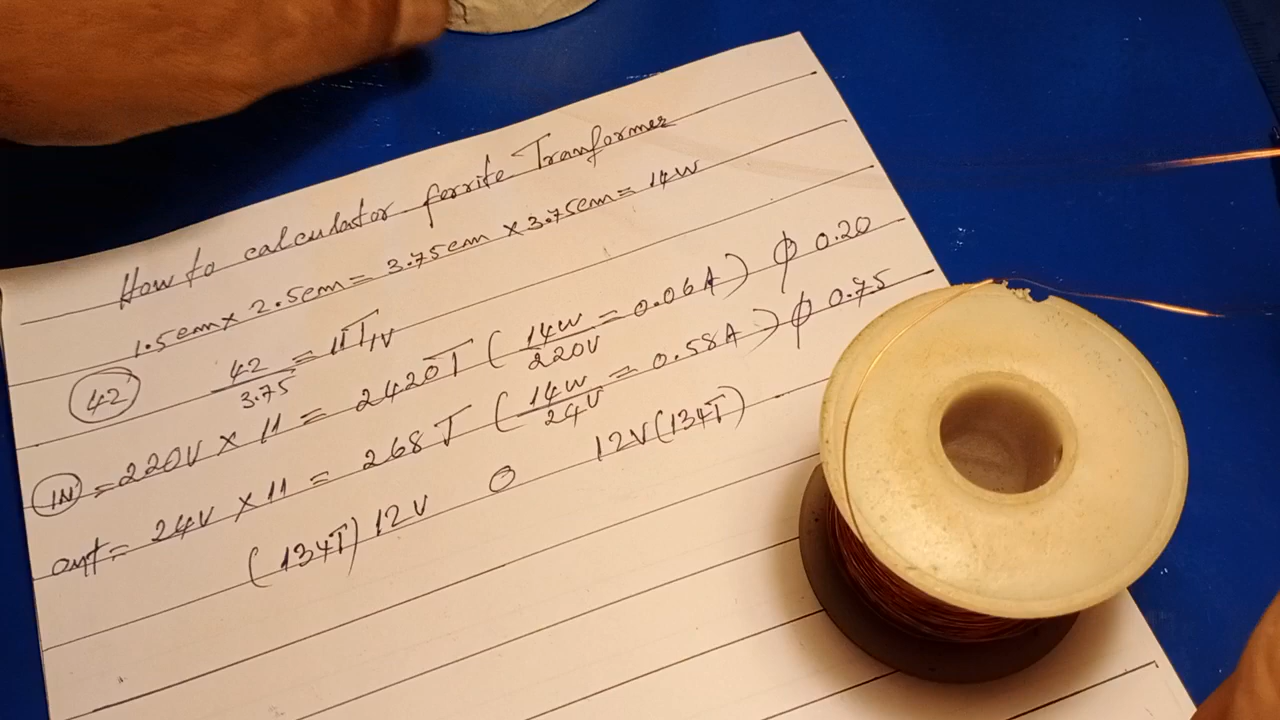 How to calculator ferrite Tranformer
1.5cm x 2.5cm = 3.75cm x 3.75cm = 14W
42 42/3.75 = 11T/1V
IN = 220V x 11 = 2420T (14W/220V = 0.06A) ϕ 0.20
out = 24V x 11 = 268T (14W/24V = 0.58A) ϕ 0.75
(134T) 12V O 12V (134T)